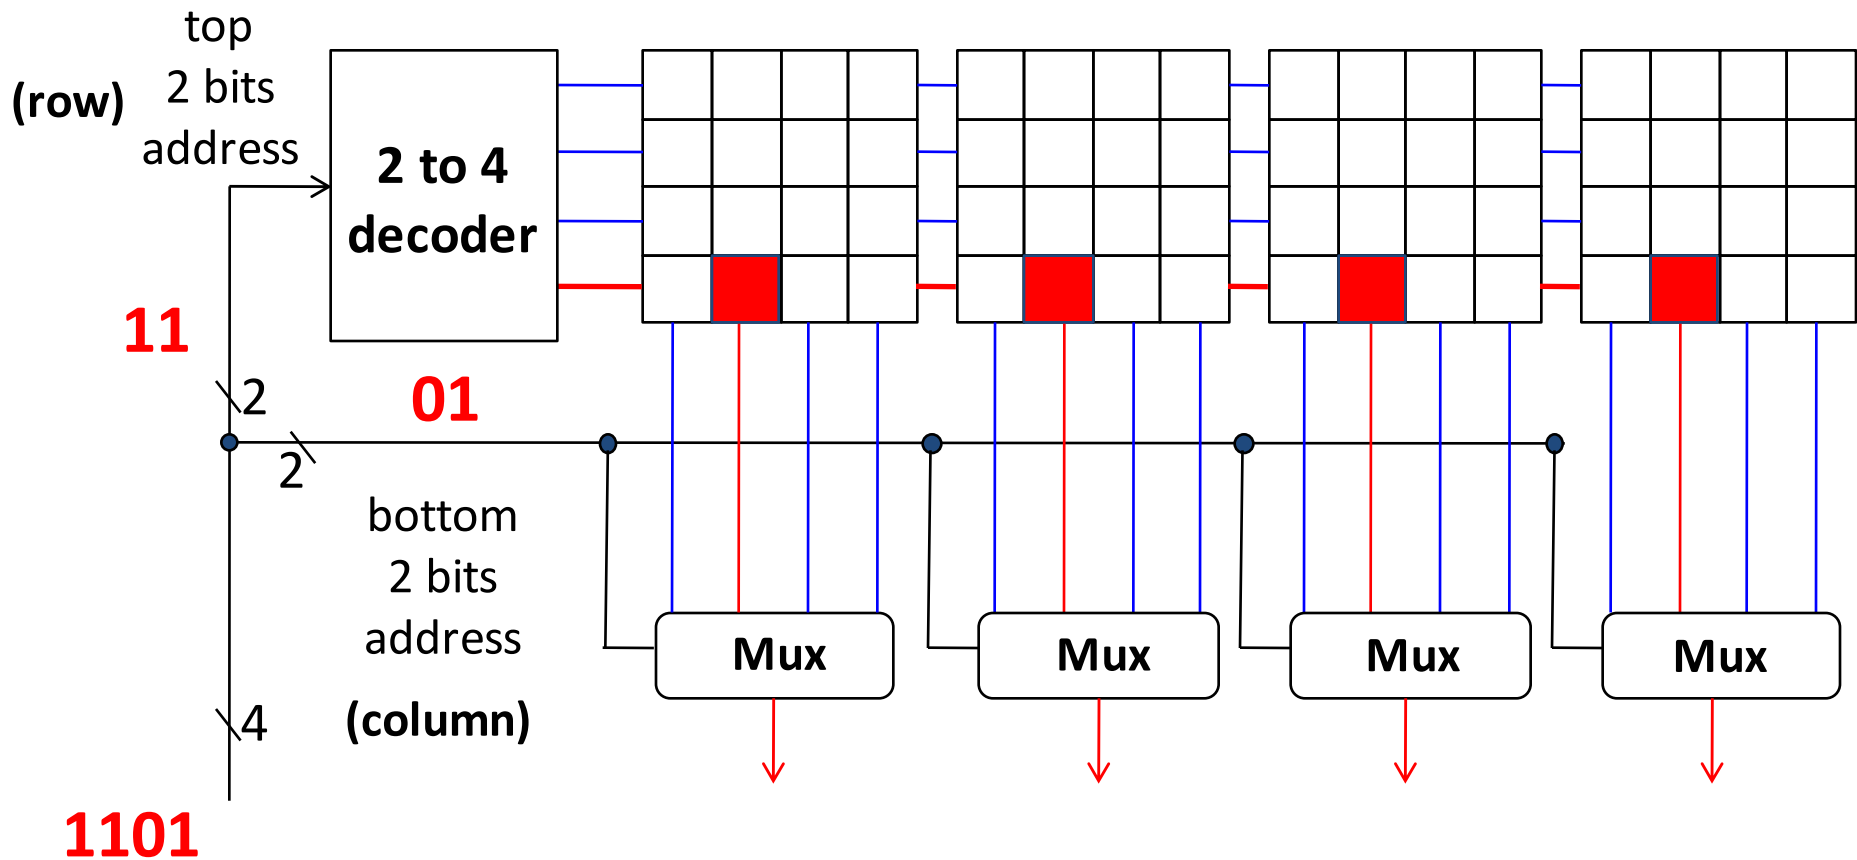 top
2 bits
address
(row)
2 to 4
decoder
11
2
01
2
bottom
2 bits
address
(column)
4
1101
Mux
Mux
Mux
Mux